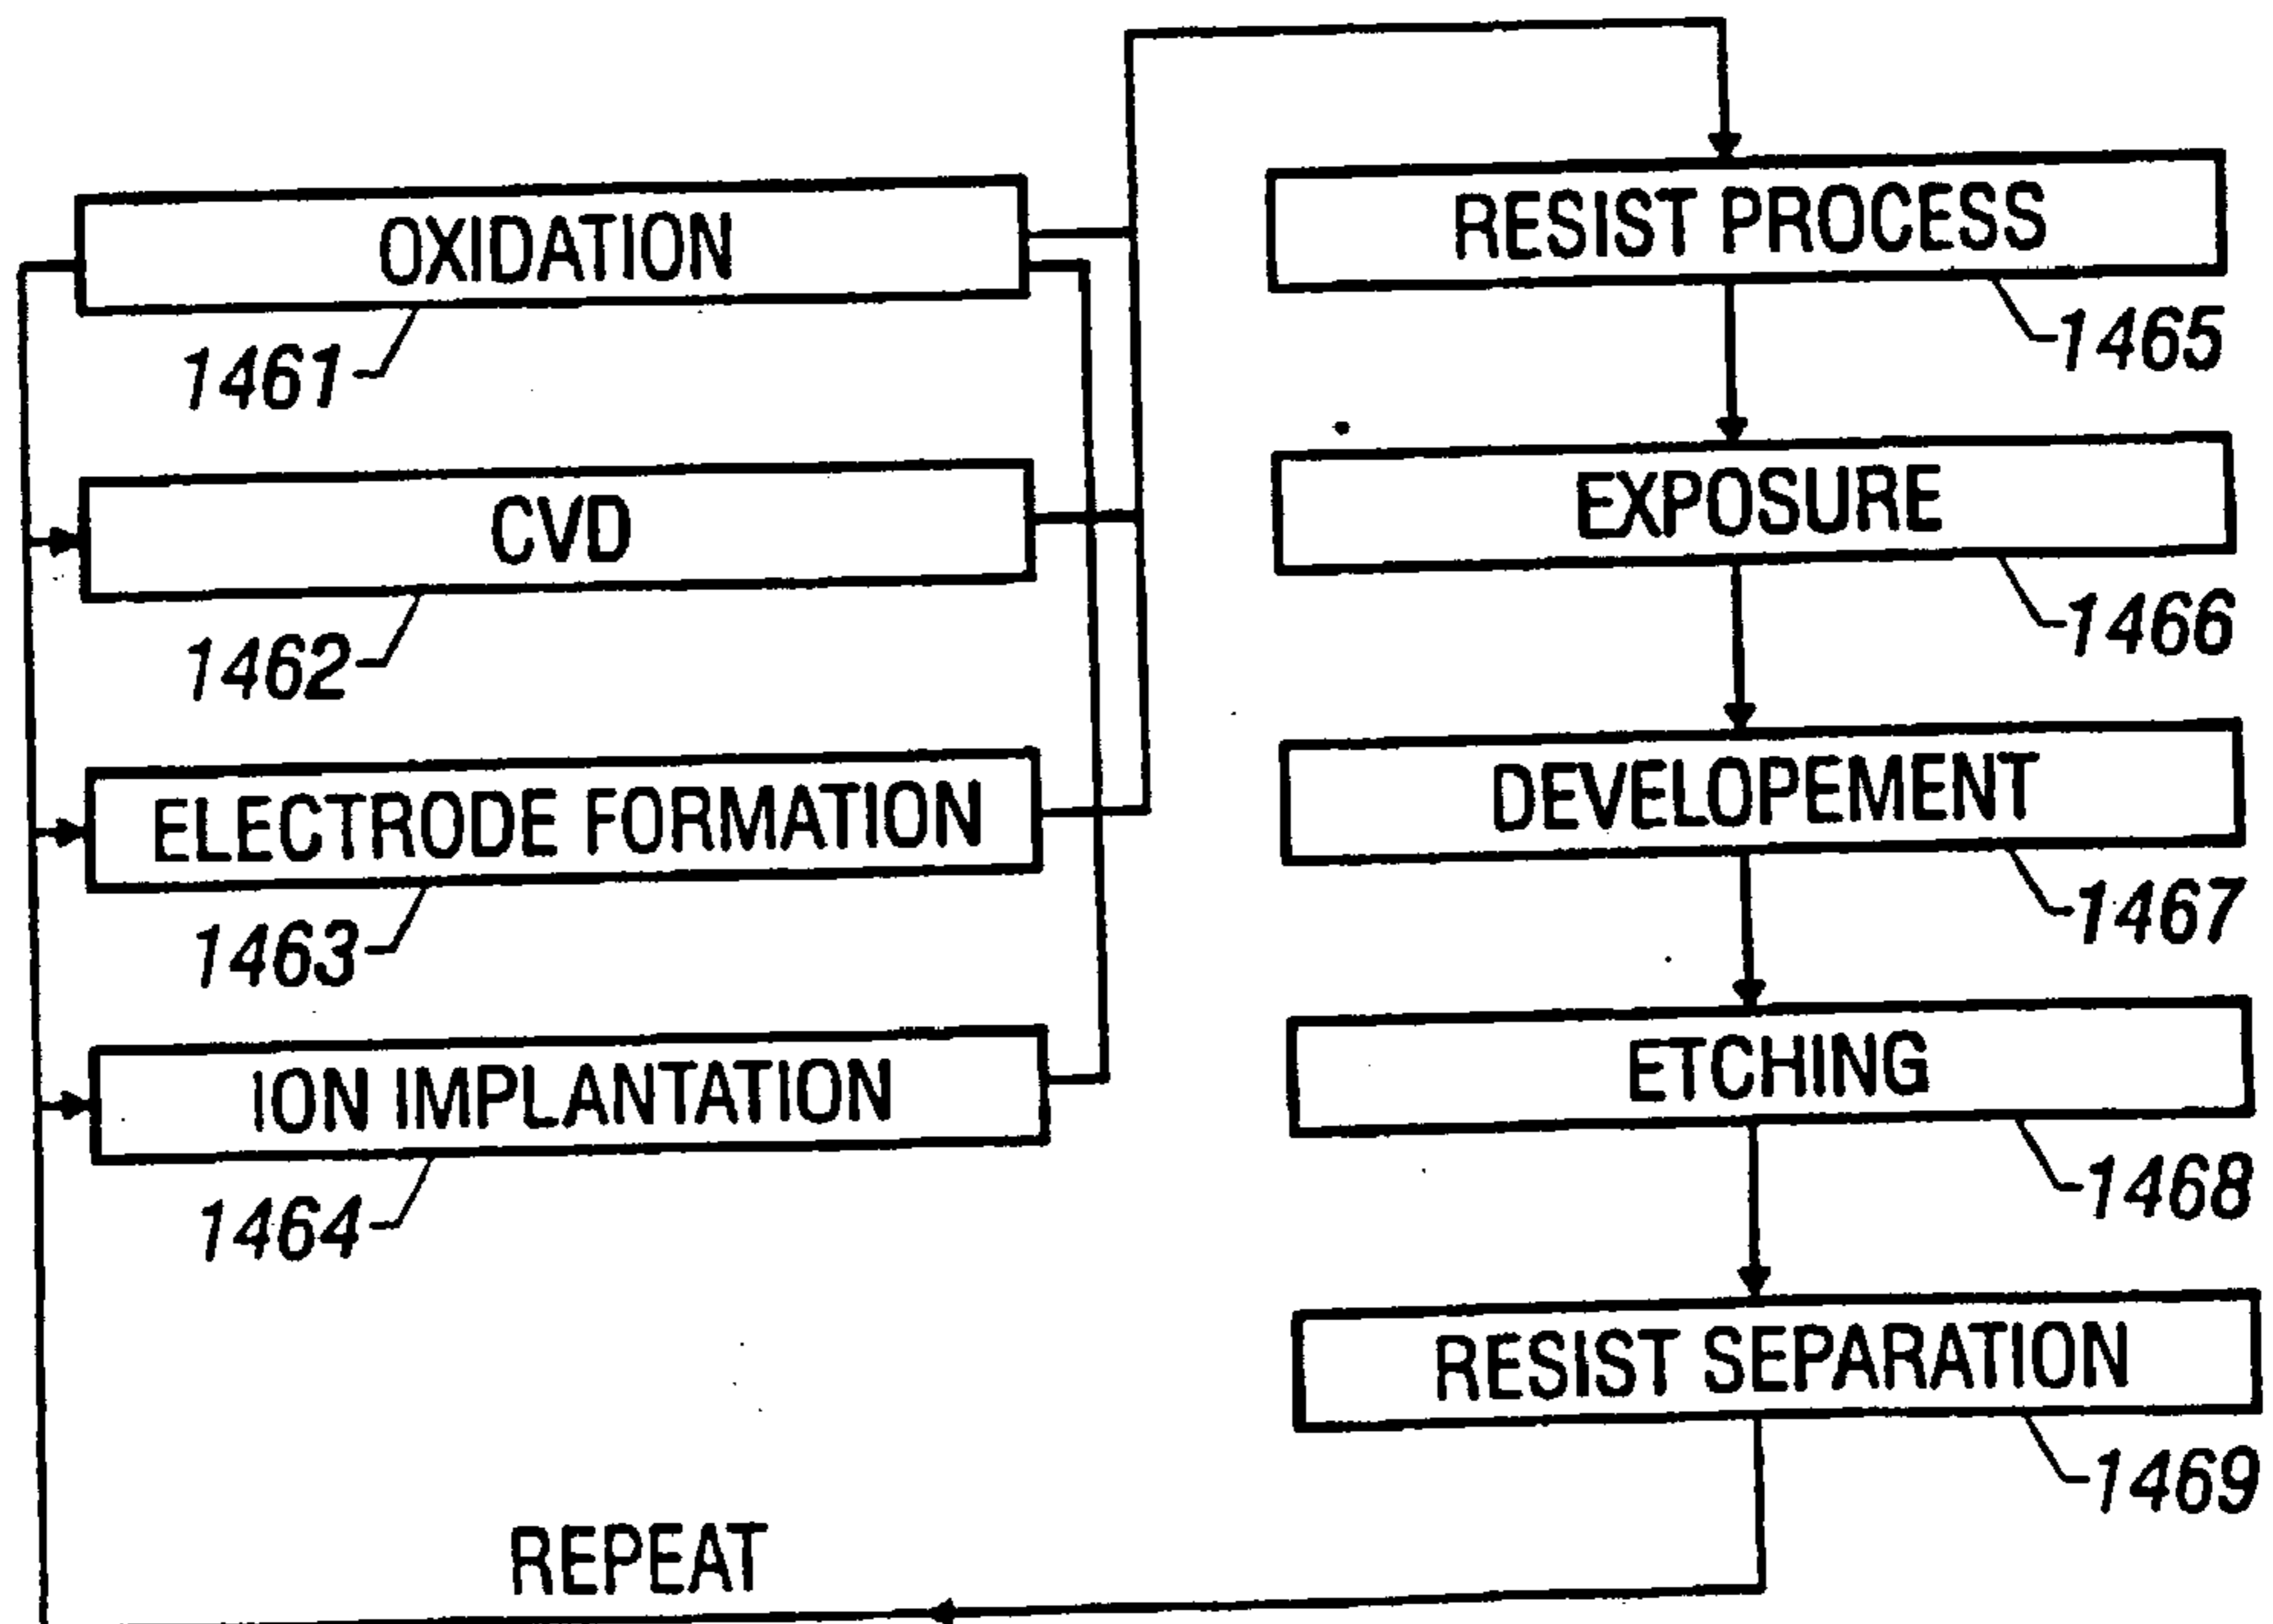 OXIDATION
1461
CVD
1462
ELECTRODE FORMATION
1463
ION IMPLANTATION
1464
RESIST PROCESS
1465
EXPOSURE
1466
DEVELOPEMENT
1467
ETCHING
1468
RESIST SEPARATION
1469
REPEAT